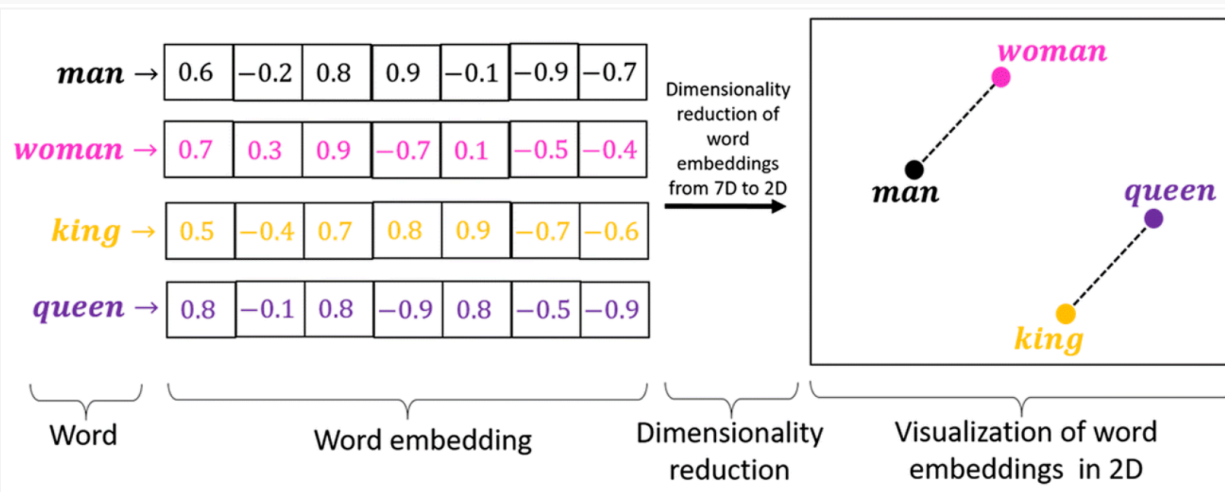 man → 0.6 −0.2 0.8 0.9 −0.1 −0.9 −0.7
woman → 0.7 0.3 0.9 −0.7 0.1 −0.5 −0.4
king → 0.5 −0.4 0.7 0.8 0.9 −0.7 −0.6
queen → 0.8 −0.1 0.8 −0.9 0.8 −0.5 −0.9
Dimensionality
reduction of
word
embeddings
from 7D to 2D
woman
man
queen
king
Word
Word embedding
Dimensionality
reduction
Visualization of word
embeddings in 2D